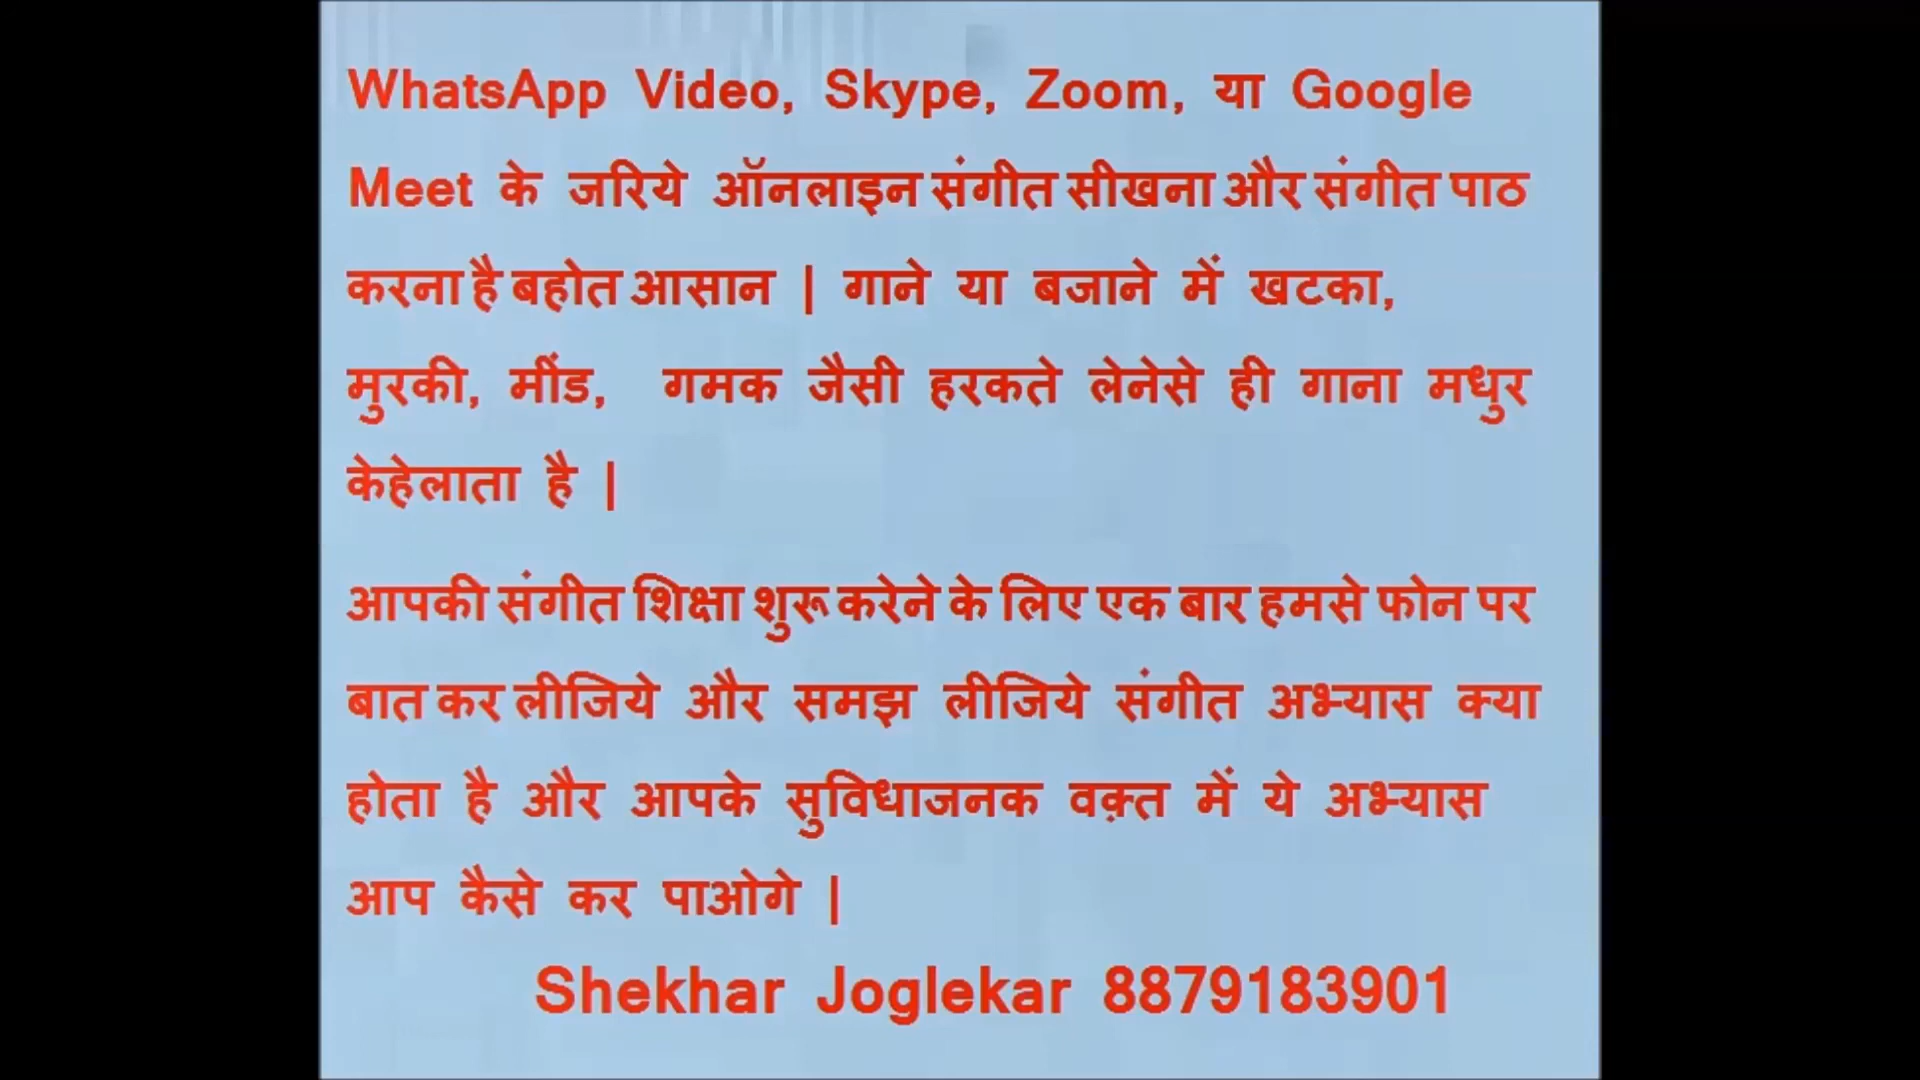 WhatsApp Video, Skype, Zoom, या Google
Meet के जरिये ऑनलाइन संगीत सीखना और संगीत पाठ
करना है बहोत आसान | गाने या बजाने में खटका,
मुरकी, मींड, गमक जैसी हरकते लेनेसे ही गाना मधुर
केहेलाता है |
आपकी संगीत शिक्षा शुरू करेने के लिए एक बार हमसे फोन पर
बात कर लीजिये और समझ लीजिये संगीत अभ्यास क्या
होता है और आपके सुविधाजनक वक़्त में ये अभ्यास
आप कैसे कर पाओगे |
Shekhar Joglekar 8879183901